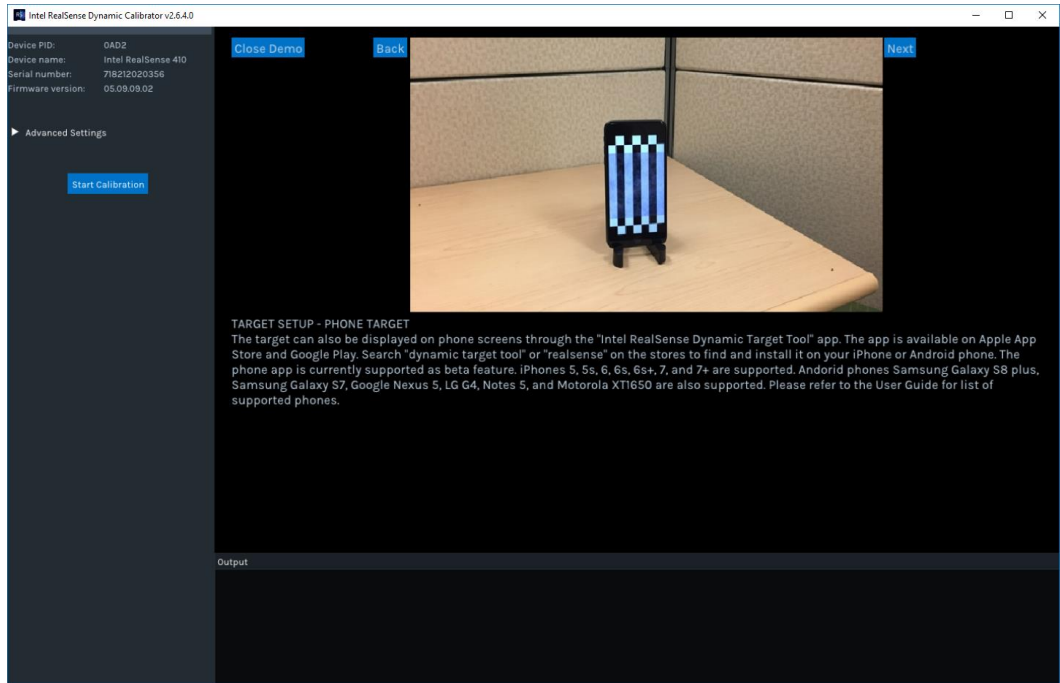 Intel RealSense Dynamic Calibrator v2.6.4.0
Device PID: 0AD2
Device name: Intel RealSense 410
Serial number: 718212020356
Firmware version: 05.09.09.02
Advanced Settings
Start Calibration
Close Demo
Back
Next
TARGET SETUP - PHONE TARGET
The target can also be displayed on phone screens through the "Intel RealSense Dynamic Target Tool" app. The app is available on Apple App
Store and Google Play. Search "dynamic target tool" or "realsense" on the stores to find and install it on your iPhone or Android phone. The
phone app is currently supported as beta feature. iPhones 5, 5s, 6, 6s, 6s+, 7, and 7+ are supported. Andorid phones Samsung Galaxy S8 plus,
Samsung Galaxy S7, Google Nexus 5, LG G4, Notes 5, and Motorola XT1650 are also supported. Please refer to the User Guide for list of
supported phones.
Output